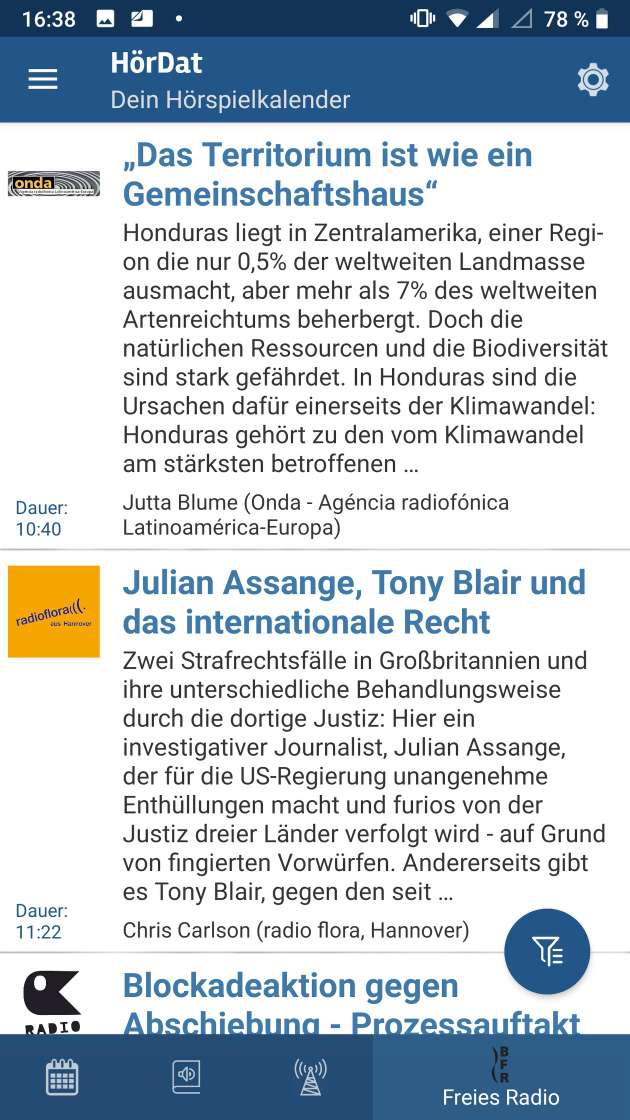 16:38
78 %
HörDat
Dein Hörspielkalender
onda
„Das Territorium ist wie ein
Gemeinschaftshaus“
Honduras liegt in Zentralamerika, einer Regi-
on die nur 0,5% der weltweiten Landmasse
ausmacht, aber mehr als 7% des weltweiten
Artenreichtums beherbergt. Doch die
natürlichen Ressourcen und die Biodiversität
sind stark gefährdet. In Honduras sind die
Ursachen dafür einerseits der Klimawandel:
Honduras gehört zu den vom Klimawandel
am stärksten betroffenen …
Dauer:
10:40
Jutta Blume (Onda - Agéncia radiofónica
Latinoamérica-Europa)
radioflora
aus Hannover
Julian Assange, Tony Blair und
das internationale Recht
Zwei Strafrechtsfälle in Großbritannien und
ihre unterschiedliche Behandlungsweise
durch die dortige Justiz: Hier ein
investigativer Journalist, Julian Assange,
der für die US-Regierung unangenehme
Enthüllungen macht und furios von der
Justiz dreier Länder verfolgt wird - auf Grund
von fingierten Vorwürfen. Andererseits gibt
es Tony Blair, gegen den seit …
Dauer:
11:22
Chris Carlson (radio flora, Hannover)
RADIO
Blockadeaktion gegen
Abschiebung - Prozessauftakt
BFR
Freies Radio